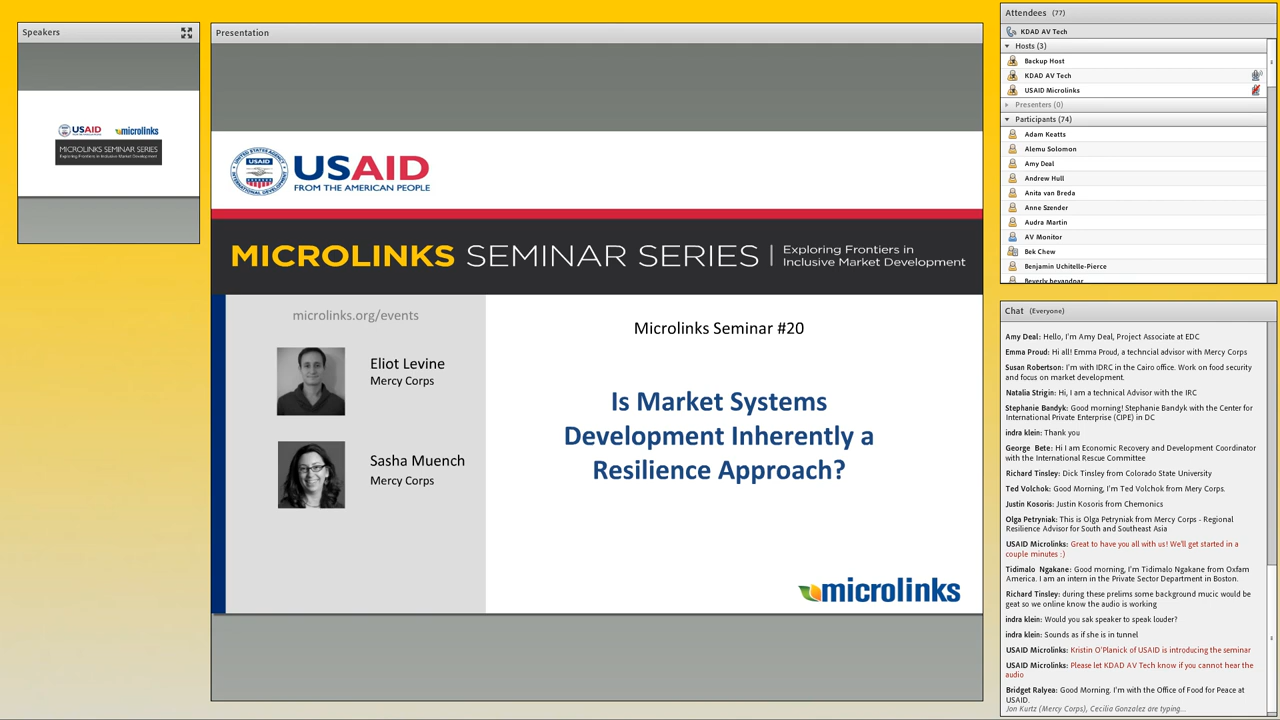 Speakers
USAID
microlinks
MICROLINKS SEMINAR SERIES
Exploring Frontiers in Inclusive Market Development
Presentation
USAID
FROM THE AMERICAN PEOPLE
MICROLINKS SEMINAR SERIES
Exploring Frontiers in
Inclusive Market Development
microlinks.org/events
Eliot Levine
Mercy Corps
Sasha Muench
Mercy Corps
Microlinks Seminar #20
Is Market Systems
Development Inherently a
Resilience Approach?
microlinks
Attendees (77)
KDAD AV Tech
Hosts (3)
Backup Host
KDAD AV Tech
USAID Microlinks
Presenters (0)
Participants (74)
Adam Keatts
Alemu Solomon
Amy Deal
Andrew Hull
Anita van Breda
Anne Szender
Audra Martin
AV Monitor
Bek Chew
Benjamin Uchitelle-Pierce
Chat (Everyone)
Amy Deal: Hello, I'm Amy Deal, Project Associate at EDC
Emma Proud: Hi all! Emma Proud, a techncial advisor with Mercy Corps
Susan Robertson: I'm with IDRC in the Cairo office. Work on food security
and focus on market development.
Natalia Strigin: Hi, I am a technical Advisor with the IRC
Stephanie Bandyk: Good morning! Stephanie Bandyk with the Center for
International Private Enterprise (CIPE) in DC
indra klein: Thank you
George Bete: Hi I am Economic Recovery and Development Coordinator
with the International Rescue Committee
Richard Tinsley: Dick Tinsley from Colorado State University
Ted Volchok: Good Morning, I'm Ted Volchok from Mery Corps.
Justin Kosoris: Justin Kosoris from Chemonics
Olga Petryniak: This is Olga Petryniak from Mercy Corps - Regional
Resilience Advisor for South and Southeast Asia
USAID Microlinks: Great to have you all with us! We'll get started in a
couple minutes :)
Tidimalo Ngakane: Good morning, I'm Tidimalo Ngakane from Oxfam
America. I am an intern in the Private Sector Department in Boston.
Richard Tinsley: during these prelims some background mucic would be
geat so we online know the audio is working
indra klein: Would you sak speaker to speak louder?
indra klein: Sounds as if she is in tunnel
USAID Microlinks: Kristin O'Planick of USAID is introducing the seminar
USAID Microlinks: Please let KDAD AV Tech know if you cannot hear the
audio
Bridget Ralyea: Good Morning. I'm with the Office of Food for Peace at
USAID.
Jon Kurtz (Mercy Corps), Cecilia Gonzalez are typing...